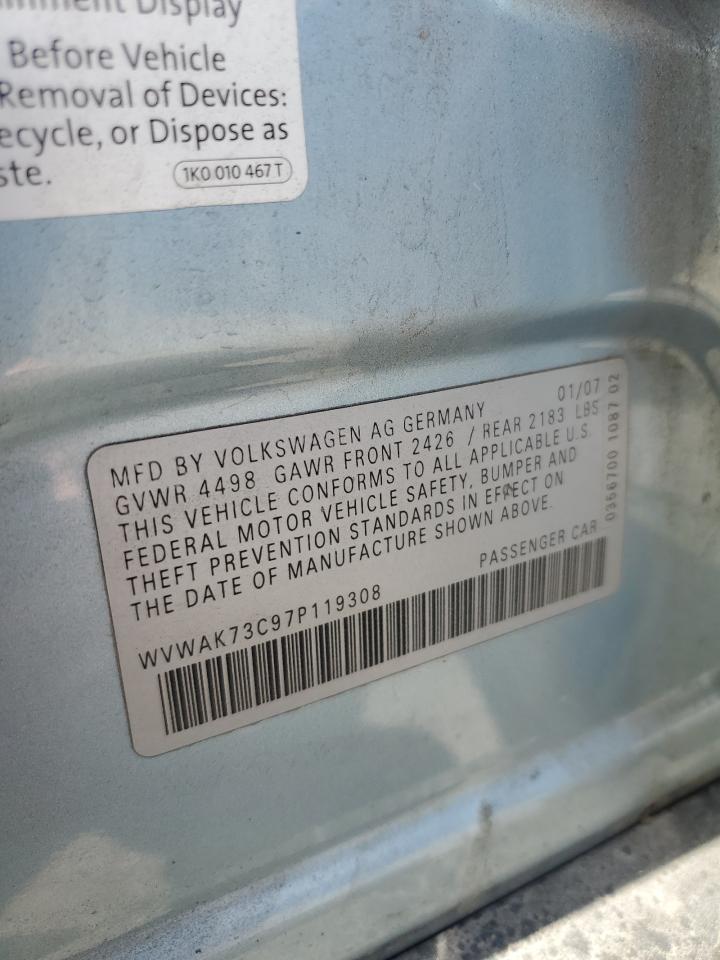 Display
Before Vehicle
Removal of Devices:
ecycle, or Dispose as
ste.
1K0 010 467 T
MFD BY VOLKSWAGEN AG GERMANY 01/07
GVWR 4498 GAWR FRONT 2426 / REAR 2183 LBS
THIS VEHICLE CONFORMS TO ALL APPLICABLE U.S.
FEDERAL MOTOR VEHICLE SAFETY, BUMPER AND
THEFT PREVENTION STANDARDS IN EFFECT ON
THE DATE OF MANUFACTURE SHOWN ABOVE.
PASSENGER CAR
WVWAK73C97P119308
0356700 1087 02